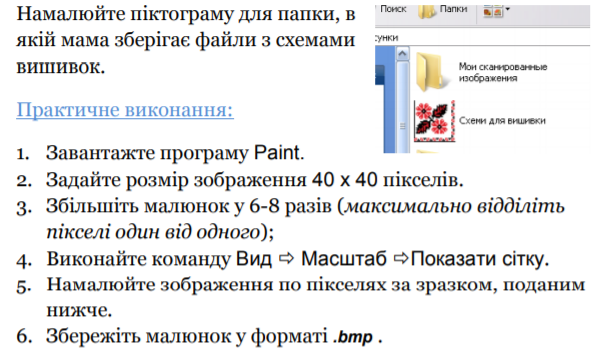 Намалюйте піктограму для папки, в
якій мама зберігає файли з схемами
вишивок.
Поиск Папки
унки
Мои сканированные
изображения
Схеми для вишивки
Практичне виконання:
1. Завантажте програму Paint.
2. Задайте розмір зображення 40 х 40 пікселів.
3. Збільшіть малюнок у 6-8 разів (максимально відділіть
пікселі один від одного);
4. Виконайте команду Вид ⇨ Масштаб ⇨Показати сітку.
5. Намалюйте зображення по пікселях за зразком, поданим
нижче.
6. Збережіть малюнок у форматі .bmp .